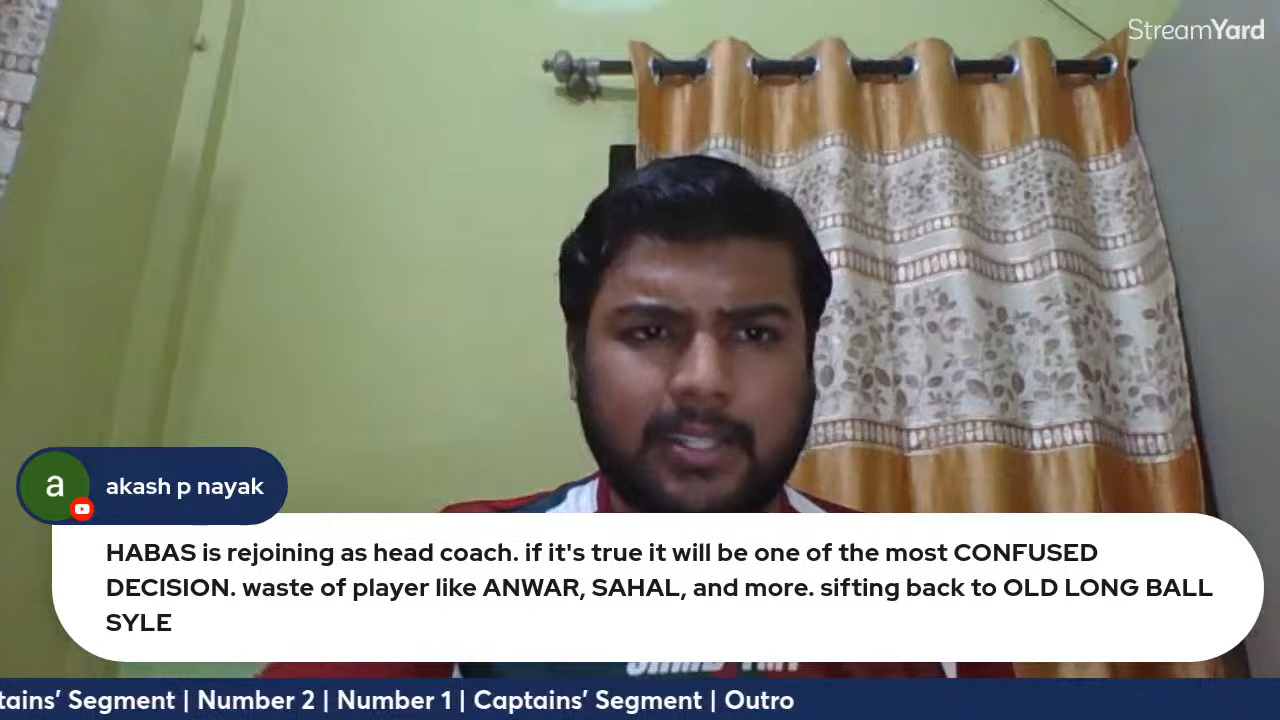 StreamYard
a
akash p nayak
HABAS is rejoining as head coach. if it's true it will be one of the most CONFUSED
DECISION. waste of player like ANWAR, SAHAL, and more. sifting back to OLD LONG BALL
SYLE
tains' Segment | Number 2 | Number 1 | Captains' Segment | Outro